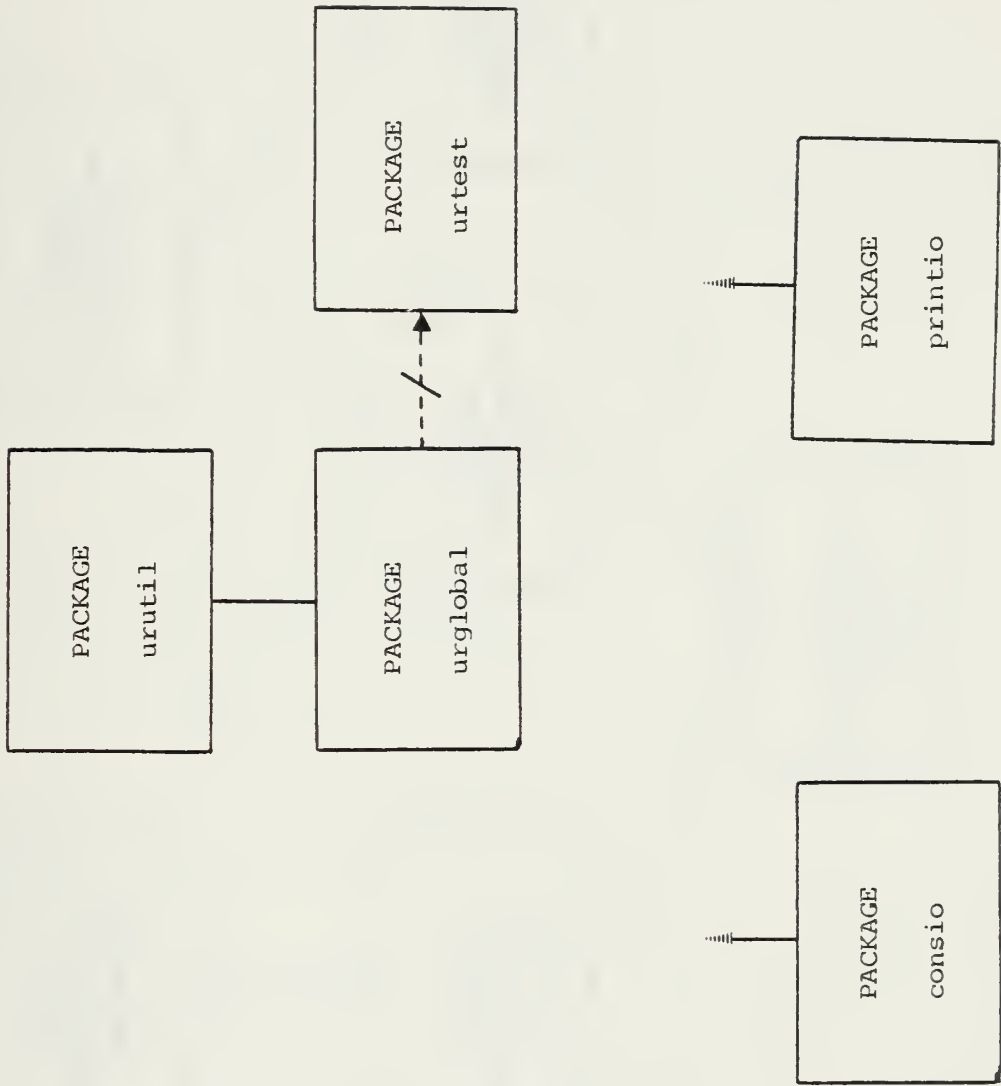 PACKAGE
urutil
PACKAGE
urglobal
PACKAGE
urtest
PACKAGE
consio
PACKAGE
printio